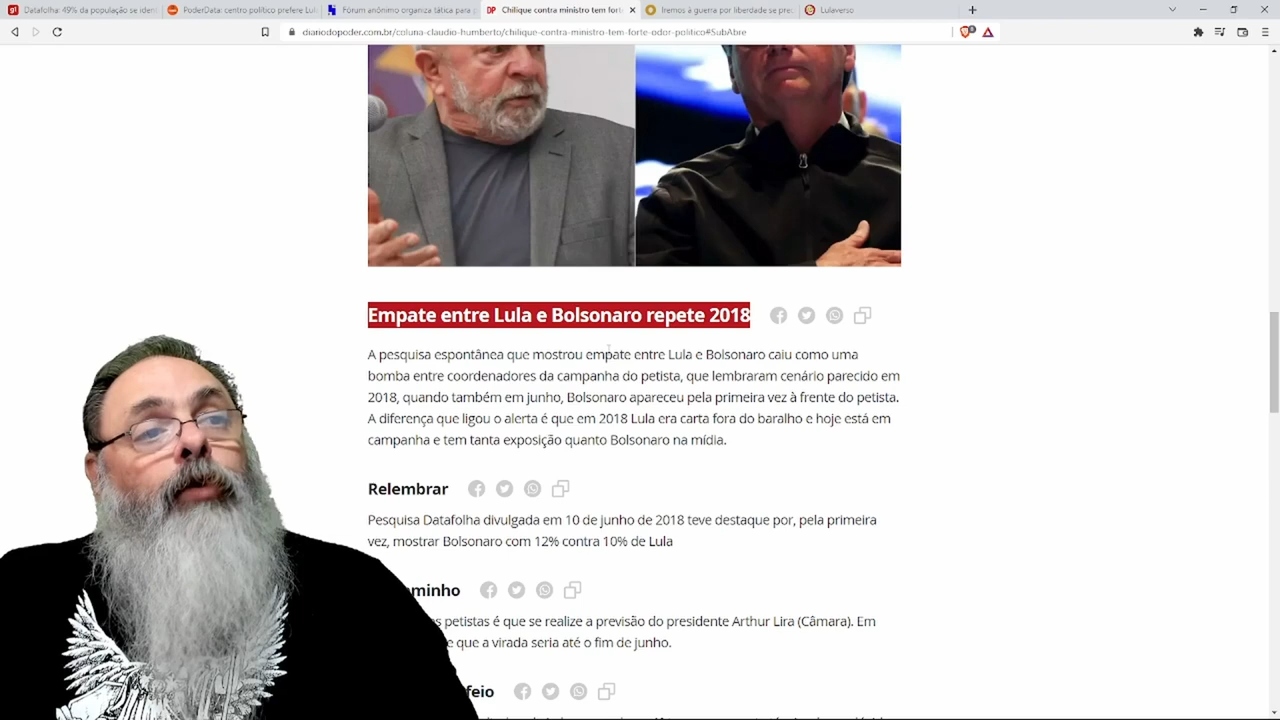 Datafolha: 49% da população se iden
PoderData: centro político prefere Lul
Fórum anônimo organiza tática para
Chilique contra ministro tem forte
Iremos à guerra por liberdade se prec
Lulaverso
diariodopoder.com.br/coluna-claudio-humberto/chilique-contra-ministro-tem-forte-odor-politico#SubAbre
Empate entre Lula e Bolsonaro repete 2018
A pesquisa espontânea que mostrou empate entre Lula e Bolsonaro caiu como uma
bomba entre coordenadores da campanha do petista, que lembraram cenário parecido em
2018, quando também em junho, Bolsonaro apareceu pela primeira vez à frente do petista.
A diferença que ligou o alerta é que em 2018 Lula era carta fora do baralho e hoje está em
campanha e tem tanta exposição quanto Bolsonaro na mídia.
Relembrar
Pesquisa Datafolha divulgada em 10 de junho de 2018 teve destaque por, pela primeira
vez, mostrar Bolsonaro com 12% contra 10% de Lula
minho
s petistas é que se realize a previsão do presidente Arthur Lira (Câmara). Em
e que a virada seria até o fim de junho.
feio